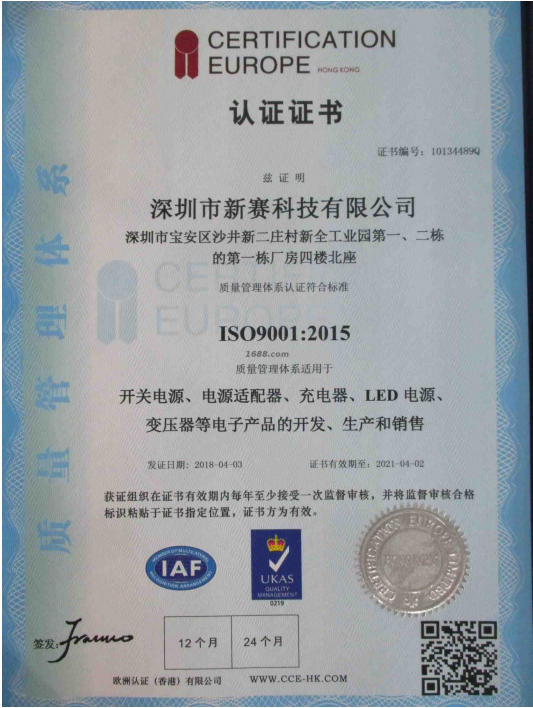 CERTIFICATION
EUROPE HONG KONG
认证证书
证书编号：10134489Q
兹证明
深圳市新赛科技有限公司
深圳市宝安区沙井新二庄村新全工业园第一、二栋
的第一栋厂房四楼北座
质量管理体系认证符合标准
ISO9001:2015
1688.com
质量管理体系适用于
开关电源、电源适配器、充电器、LED 电源、
变压器等电子产品的开发、生产和销售
发证日期: 2018-04-03
证书有效期至: 2021-04-02
获证组织在证书有效期内每年至少接受一次监督审核，并将监督审核合格
标识粘贴于证书指定位置，证书方为有效。
质量管理体系
CERTIFICATION EUROPE LIMITED
IAF
UKAS
QUALITY
MANAGEMENT
0219
签发:
12 个月
24 个月
欧洲认证（香港）有限公司
WWW.CCE-HK.COM